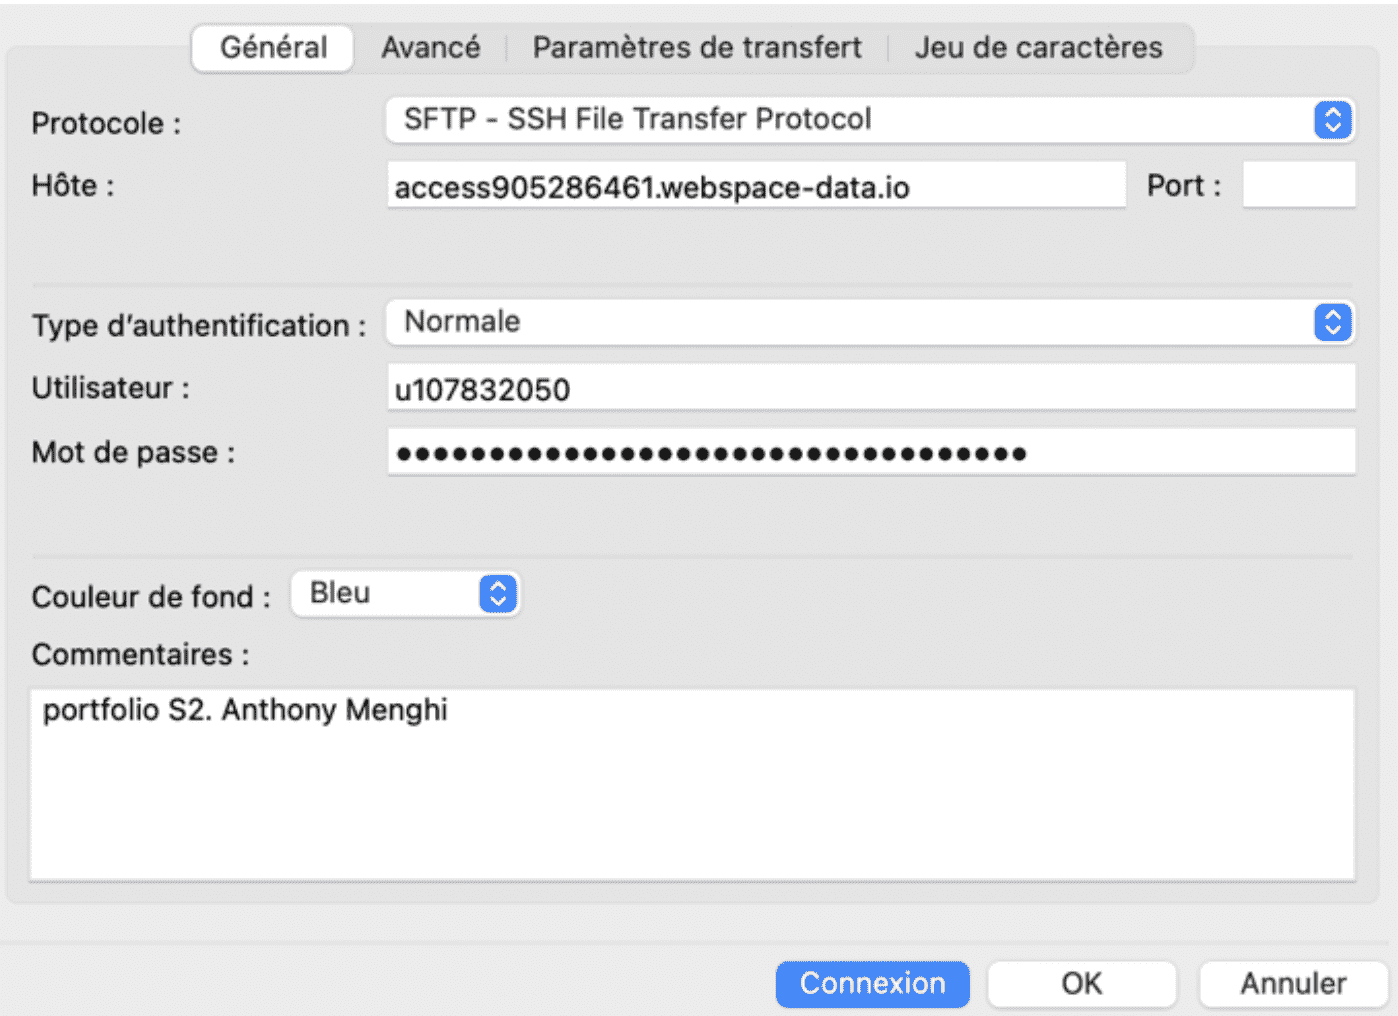 Général Avancé Paramètres de transfert Jeu de caractères
Protocole : SFTP - SSH File Transfer Protocol
Hôte : access905286461.webspace-data.io Port :
Type d'authentification : Normale
Utilisateur : u107832050
Mot de passe : ••••••••••••••••••••••••••••••••••
Couleur de fond : Bleu
Commentaires :
portfolio S2. Anthony Menghi
Connexion OK Annuler